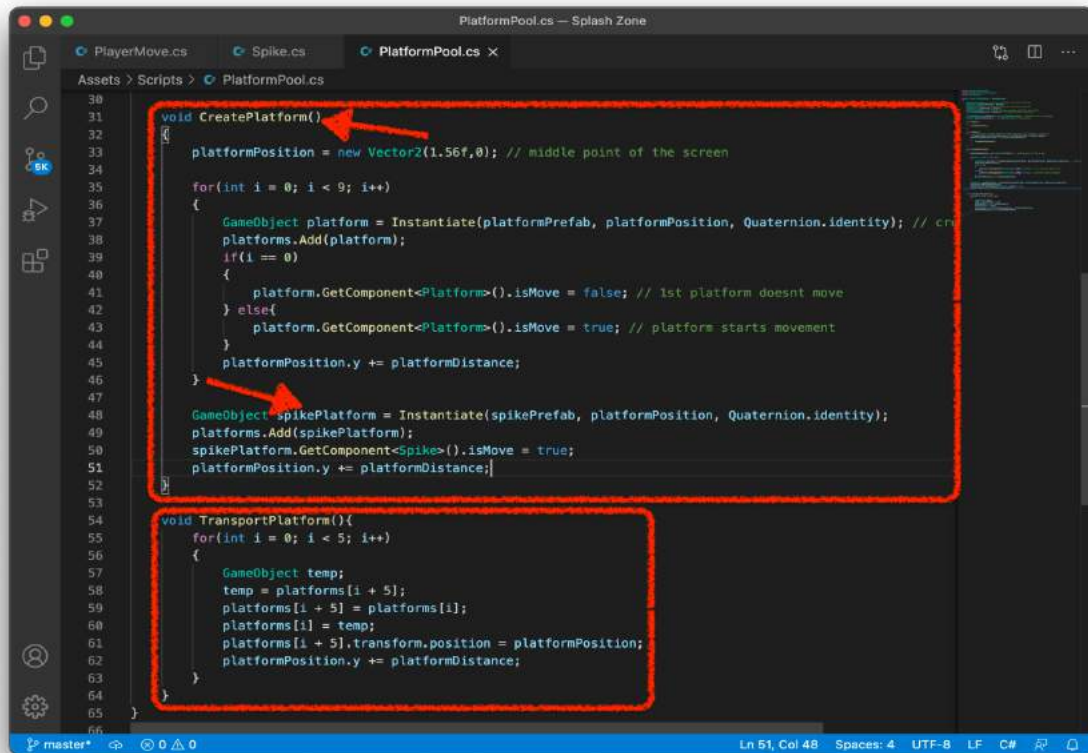 PlatformPool.cs — Splash Zone
PlayerMove.cs Spike.cs PlatformPool.cs
Assets > Scripts > PlatformPool.cs
30
31 void CreatePlatform()
32 {
33 platformPosition = new Vector2(1.56f,0); // middle point of the screen
34
35 for(int i = 0; i < 9; i++)
36 {
37 GameObject platform = Instantiate(platformPrefab, platformPosition, Quaternion.identity); // cre
38 platforms.Add(platform);
39 if(i == 0)
40 {
41 platform.GetComponent<Platform>().isMove = false; // 1st platform doesnt move
42 } else{
43 platform.GetComponent<Platform>().isMove = true; // platform starts movement
44 }
45 platformPosition.y += platformDistance;
46 }
47
48 GameObject spikePlatform = Instantiate(spikePrefab, platformPosition, Quaternion.identity);
49 platforms.Add(spikePlatform);
50 spikePlatform.GetComponent<Spike>().isMove = true;
51 platformPosition.y += platformDistance;
52 }
53
54 void TransportPlatform(){
55 for(int i = 0; i < 5; i++)
56 {
57 GameObject temp;
58 temp = platforms[i + 5];
59 platforms[i + 5] = platforms[i];
60 platforms[i] = temp;
61 platforms[i + 5].transform.position = platformPosition;
62 platformPosition.y += platformDistance;
63 }
64 }
65 }
66
5K
master* 0 0 Ln 51, Col 48 Spaces: 4 UTF-8 LF C#